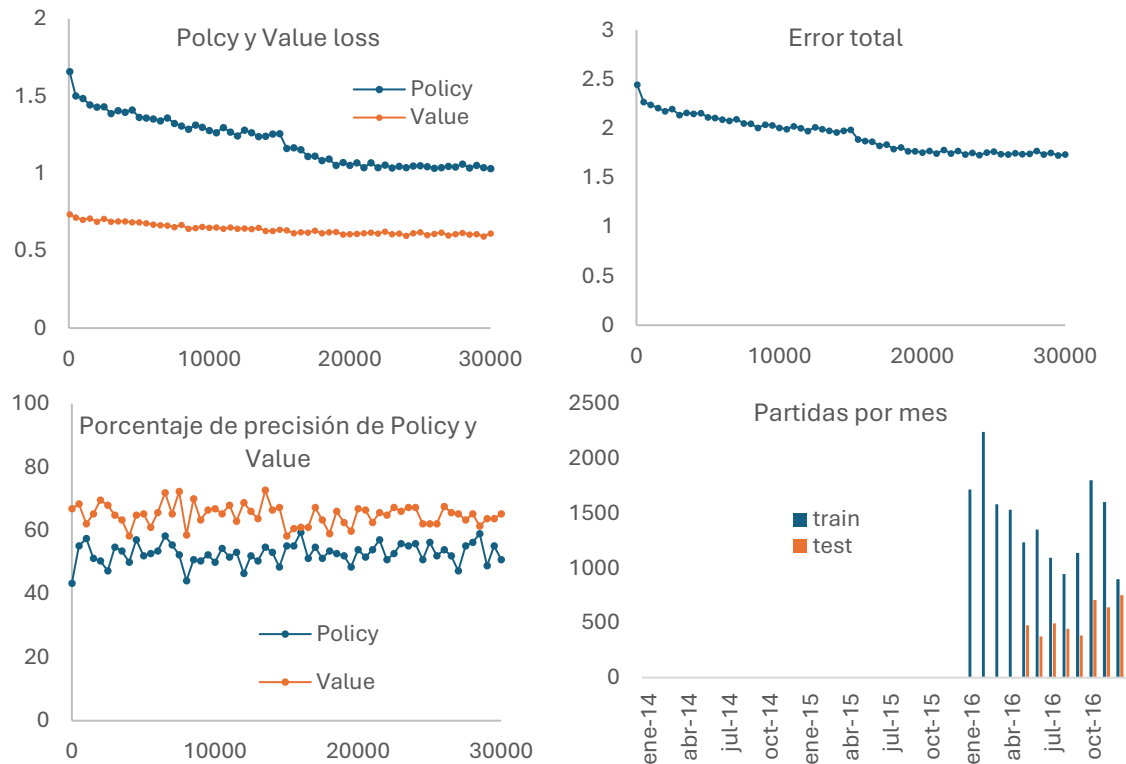 Polcy y Value loss
2
1.5
1
0.5
0
Policy
Value
0 10000 20000 30000
Error total
3
2.5
2
1.5
1
0.5
0
0 10000 20000 30000
Porcentaje de precisión de Policy y
Value
100
80
60
40
20
0
Policy
Value
0 10000 20000 30000
Partidas por mes
2500
2000
1500
1000
500
0
train
test
ene-14
abr-14
jul-14
oct-14
ene-15
abr-15
jul-15
oct-15
ene-16
abr-16
jul-16
oct-16